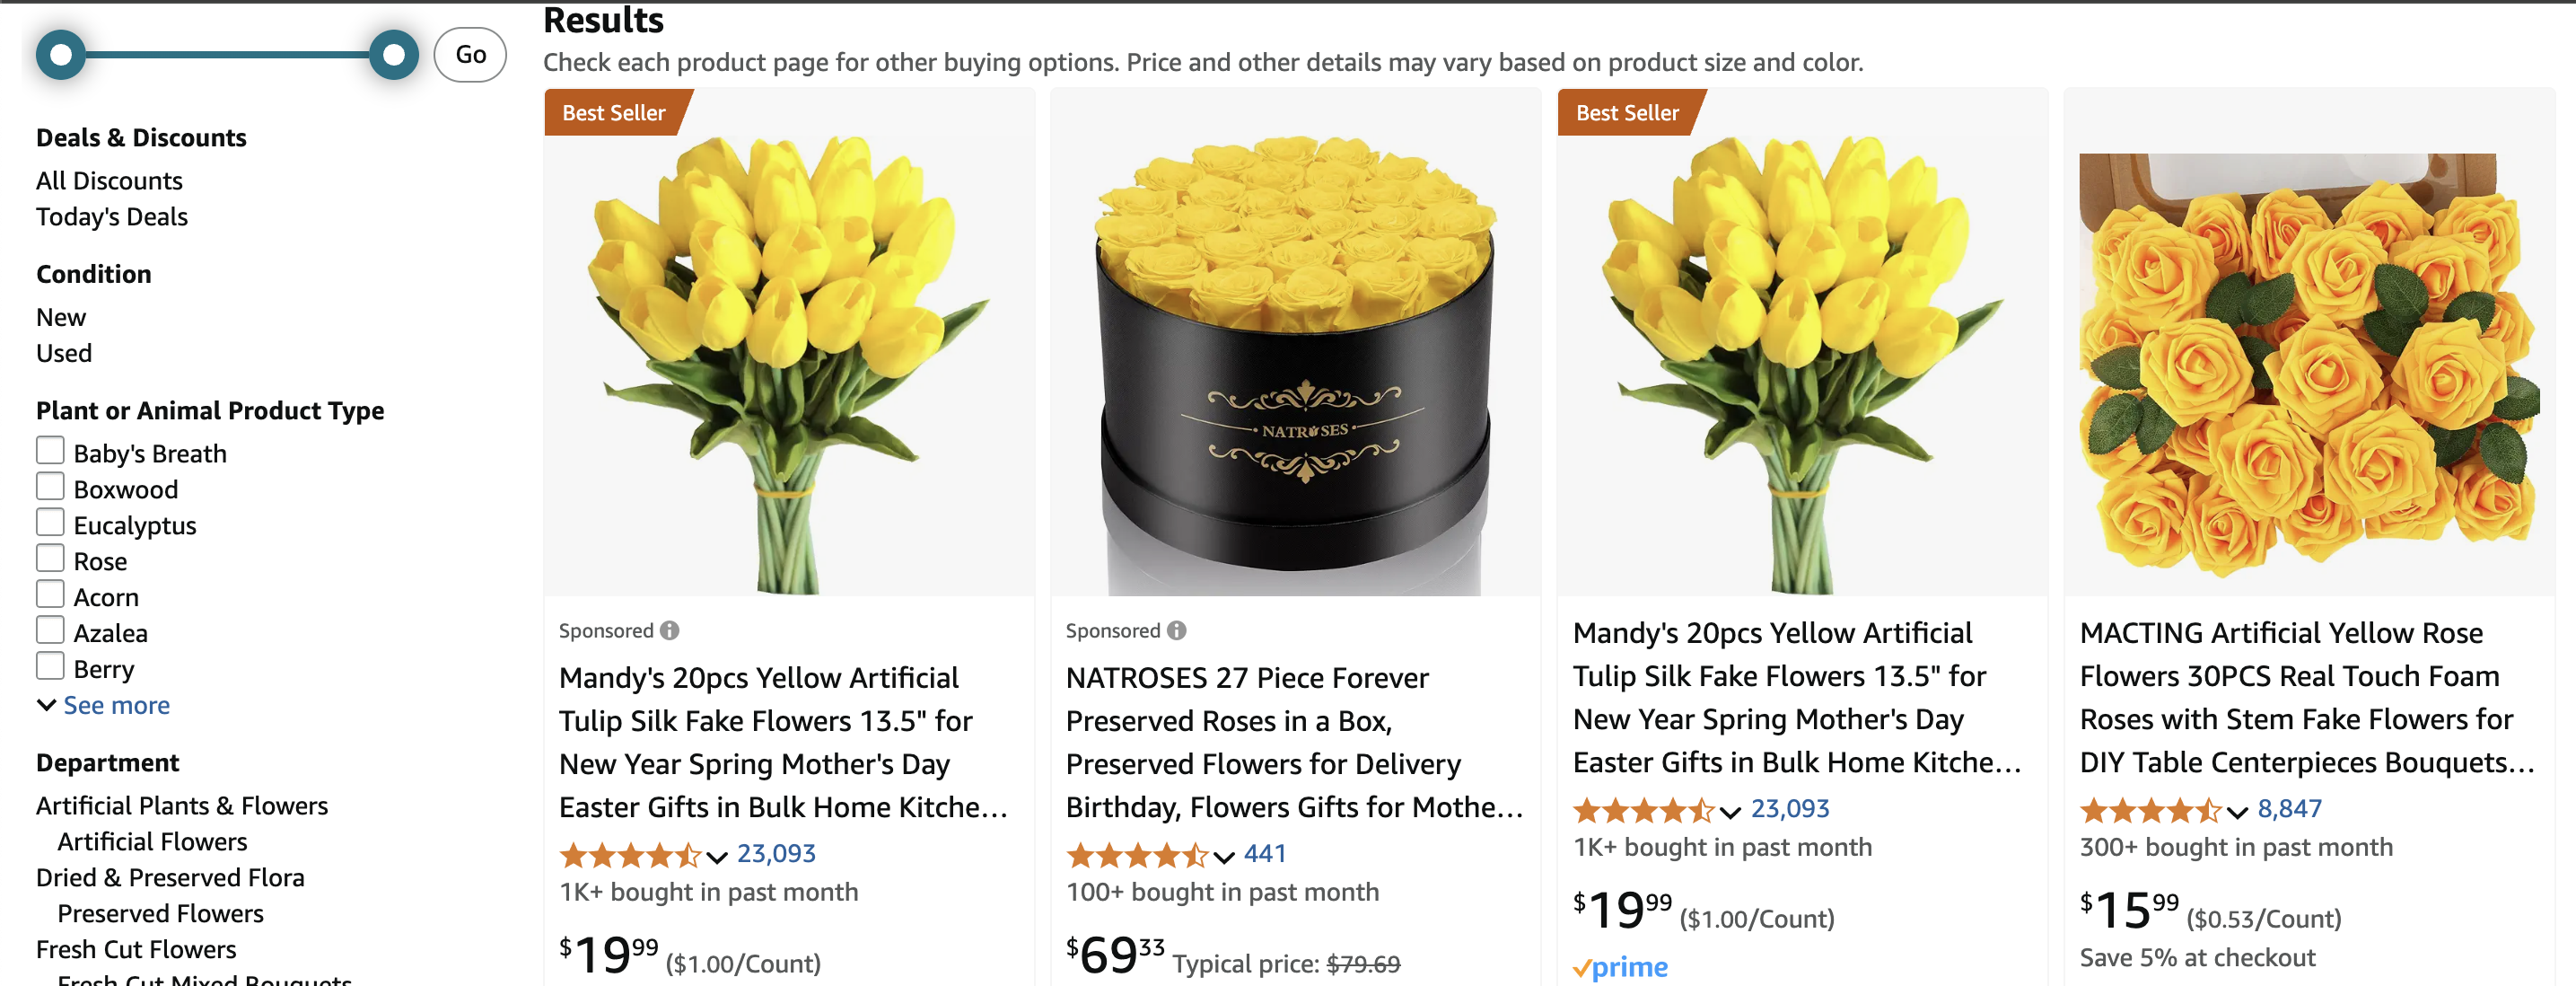 Go
Deals & Discounts
All Discounts
Today's Deals
Condition
New
Used
Plant or Animal Product Type
Baby's Breath
Boxwood
Eucalyptus
Rose
Acorn
Azalea
Berry
See more
Department
Artificial Plants & Flowers
Artificial Flowers
Dried & Preserved Flora
Preserved Flowers
Fresh Cut Flowers
Fresh Cut Mixed Bouquets
Results
Check each product page for other buying options. Price and other details may vary based on product size and color.
Best Seller
Sponsored
Mandy's 20pcs Yellow Artificial
Tulip Silk Fake Flowers 13.5" for
New Year Spring Mother's Day
Easter Gifts in Bulk Home Kitche…
23,093
1K+ bought in past month
$19.99 ($1.00/Count)
NATROSES
Sponsored
NATROSES 27 Piece Forever
Preserved Roses in a Box,
Preserved Flowers for Delivery
Birthday, Flowers Gifts for Mothe…
441
100+ bought in past month
$69.33 Typical price: $79.69
Best Seller
Mandy's 20pcs Yellow Artificial
Tulip Silk Fake Flowers 13.5" for
New Year Spring Mother's Day
Easter Gifts in Bulk Home Kitche…
23,093
1K+ bought in past month
$19.99 ($1.00/Count)
prime
MACTING Artificial Yellow Rose
Flowers 30PCS Real Touch Foam
Roses with Stem Fake Flowers for
DIY Table Centerpieces Bouquets…
8,847
300+ bought in past month
$15.99 ($0.53/Count)
Save 5% at checkout